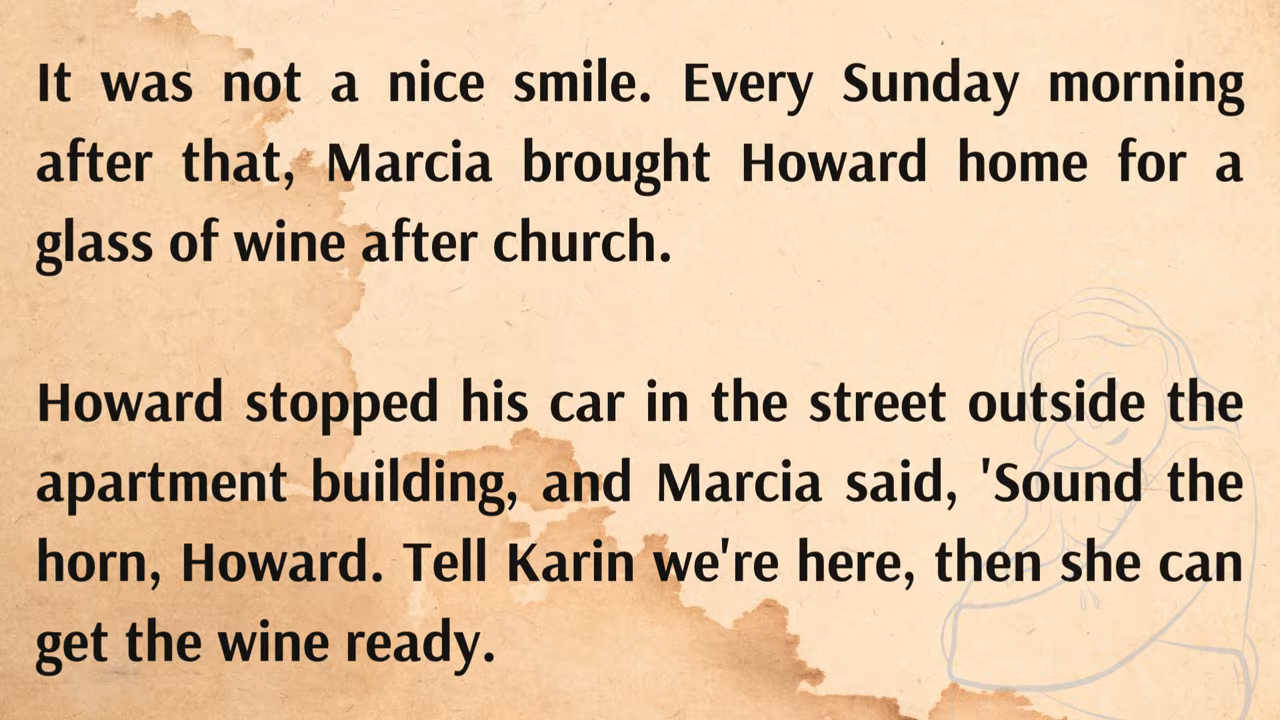 It was not a nice smile. Every Sunday morning
after that, Marcia brought Howard home for a
glass of wine after church.
Howard stopped his car in the street outside the
apartment building, and Marcia said, 'Sound the
horn, Howard. Tell Karin we're here, then she can
get the wine ready.